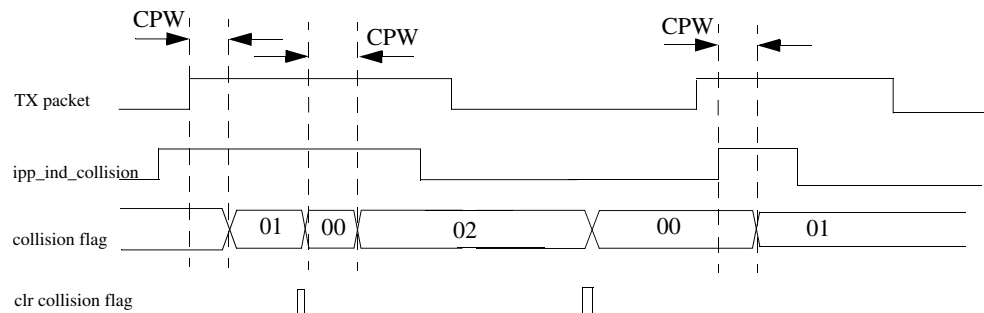 CPW
CPW
CPW
TX packet
ipp_ind_collision
collision flag
01
00
02
00
01
clr collision flag